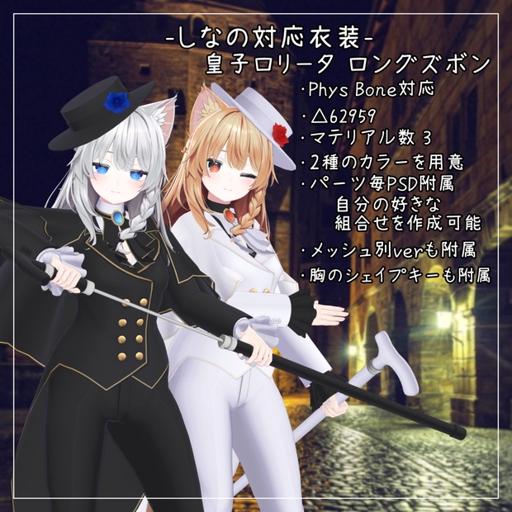 -しなの対応衣装-
皇子ロリータ ロングズボン
・Phys Bone対応
・△62959
・マテリアル数 3
・2種のカラーを用意
・パーツ毎PSD附属
自分の好きな
組合せを作成可能
・メッシュ別verも附属
・胸のシェイプキーも附属